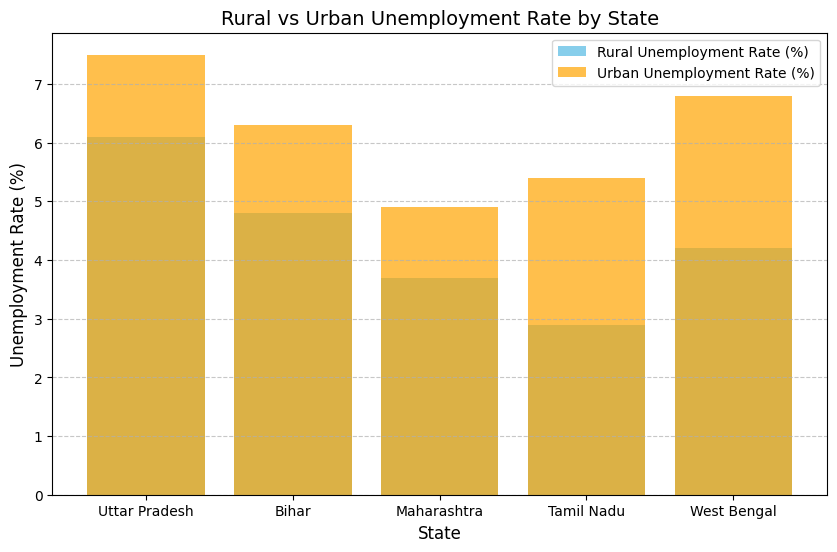 Rural vs Urban Unemployment Rate by State
Rural Unemployment Rate (%)
Urban Unemployment Rate (%)
Unemployment Rate (%)
7
6
5
4
3
2
1
0
Uttar Pradesh
Bihar
Maharashtra
Tamil Nadu
West Bengal
State